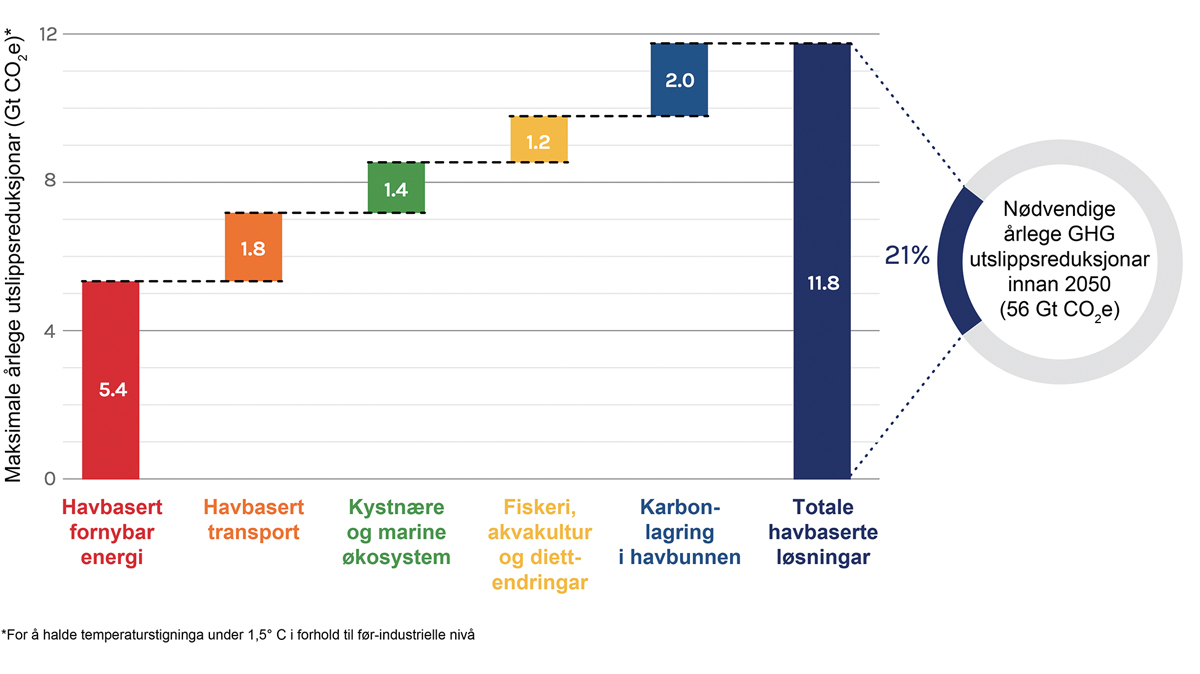 Maksimale årlege utslippsreduksjonar (Gt CO₂e)*
12
8
4
0
5.4
1.8
1.4
1.2
2.0
11.8
Havbasert
fornybar
energi
Havbasert
transport
Kystnære
og marine
økosystem
Fiskeri,
akvakultur
og diett-
endringar
Karbon-
lagring
i havbunnen
Totale
havbaserte
løsningar
21%
Nødvendige
årlege GHG
utslippsreduksjonar
innan 2050
(56 Gt CO₂e)
*For å halde temperaturstigninga under 1,5° C i forhold til før-industrielle nivå